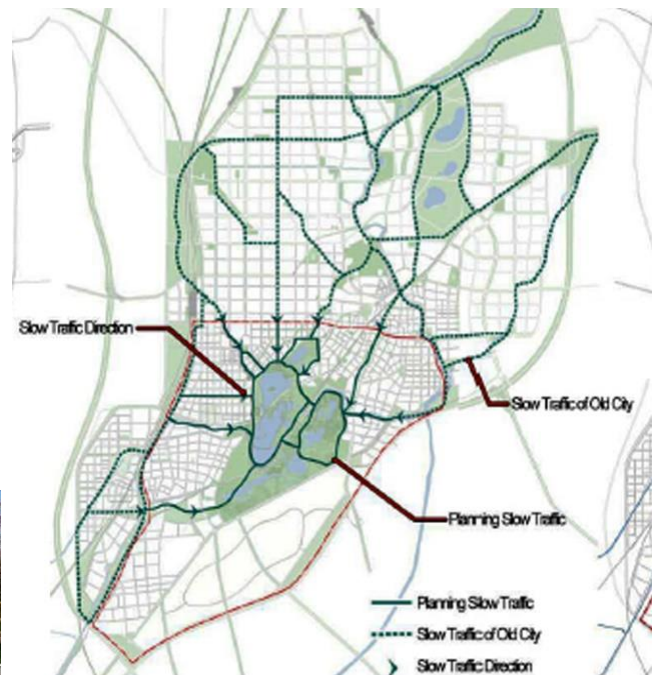 Slow Traffic Direction
Slow Traffic of Old City
Planning Slow Traffic
Planning Slow Traffic
Slow Traffic of Old City
Slow Traffic Direction